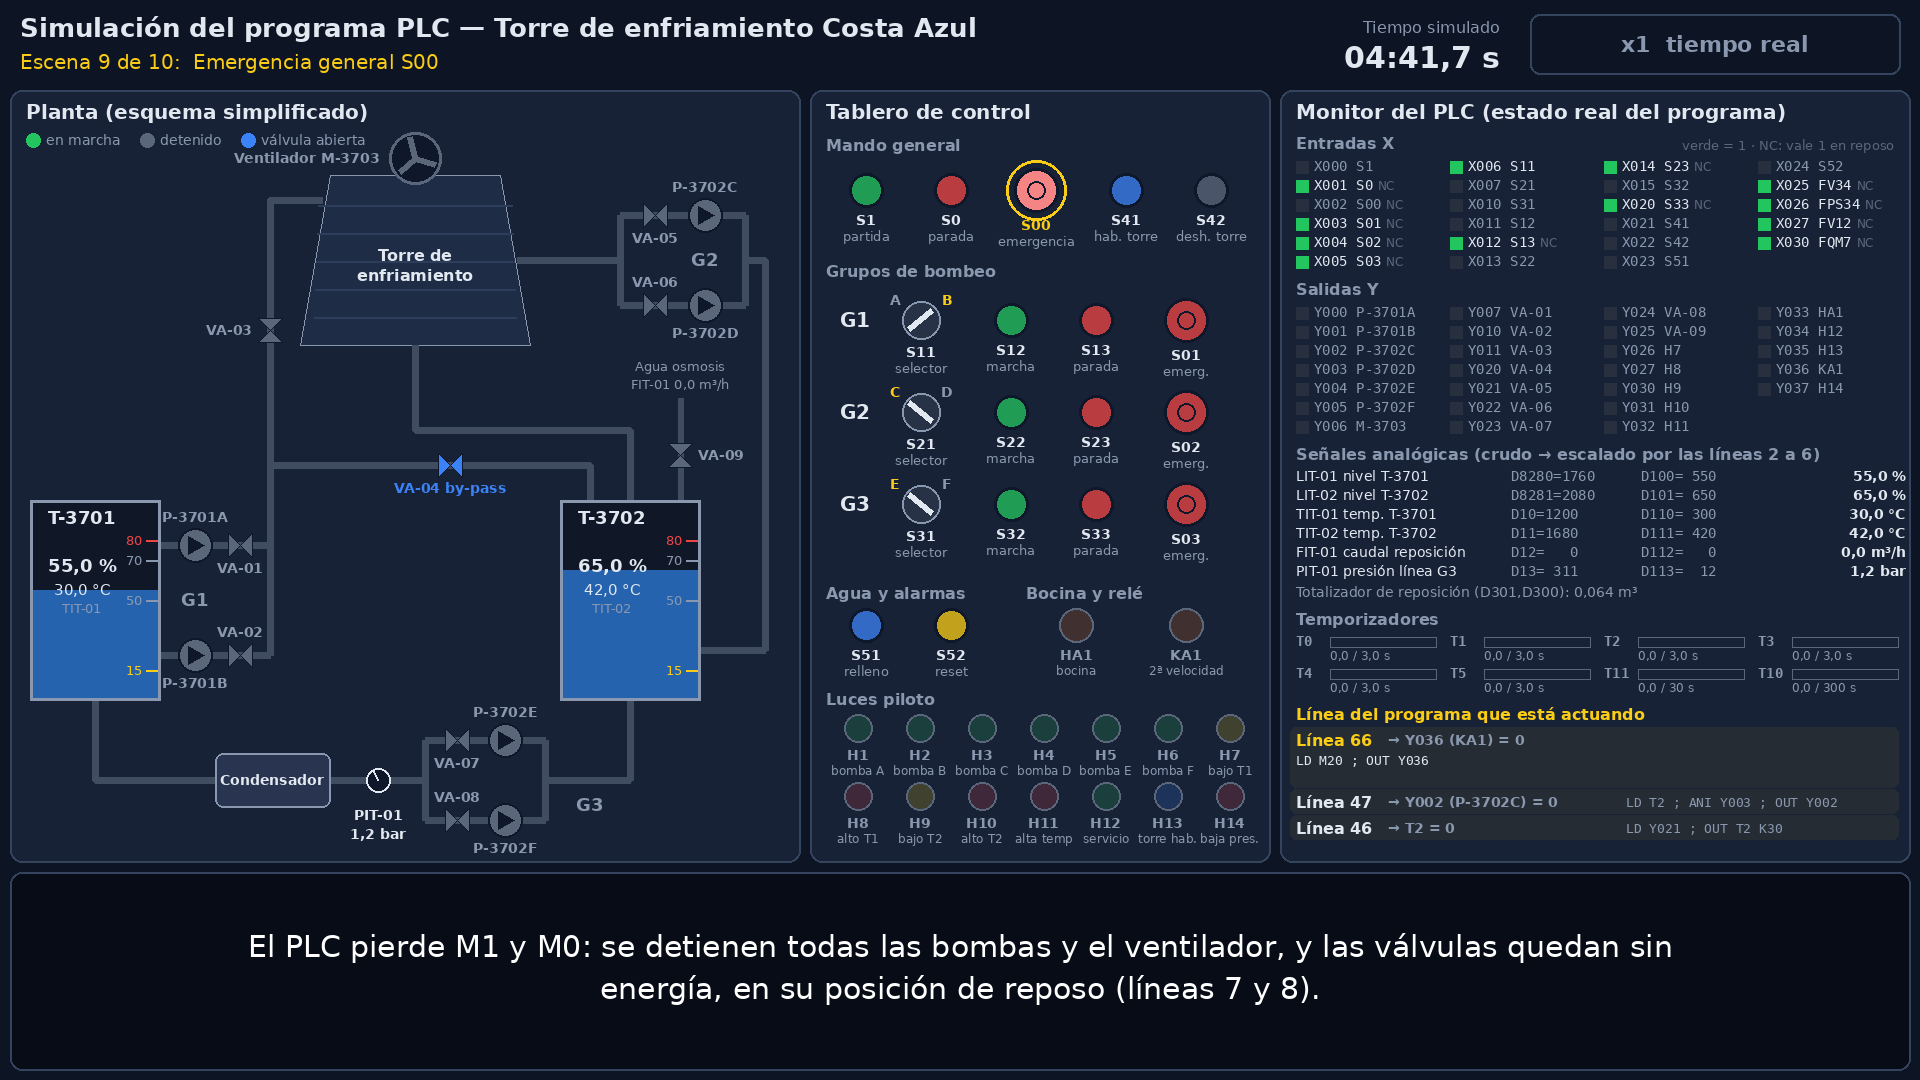 Simulación del programa PLC — Torre de enfriamiento Costa Azul
Escena 9 de 10:  Emergencia general S00
Tiempo simulado
04:41,7 s
x1  tiempo real
Planta (esquema simplificado)
en marcha
detenido
válvula abierta
Ventilador M-3703
P-3702C
VA-05
G2
VA-06
P-3702D
Torre de
enfriamiento
VA-03
Agua osmosis
FIT-01 0,0 m³/h
VA-09
VA-04 by-pass
T-3701
P-3701A
80
70
55,0 %
30,0 °C
TIT-01
50
15
VA-01
G1
VA-02
P-3701B
T-3702
80
70
65,0 %
42,0 °C
TIT-02
50
15
P-3702E
VA-07
Condensador
VA-08
G3
PIT-01
1,2 bar
P-3702F
Tablero de control
Mando general
S1
partida
S0
parada
S00
emergencia
S41
hab. torre
S42
desh. torre
Grupos de bombeo
G1
A
B
S11
selector
S12
marcha
S13
parada
S01
emerg.
G2
C
D
S21
selector
S22
marcha
S23
parada
S02
emerg.
G3
E
F
S31
selector
S32
marcha
S33
parada
S03
emerg.
Agua y alarmas
Bocina y relé
S51
relleno
S52
reset
HA1
bocina
KA1
2ª velocidad
Luces piloto
H1 H2 H3 H4 H5 H6 H7
bomba A bomba B bomba C bomba D bomba E bomba F bajo T1
H8 H9 H10 H11 H12 H13 H14
alto T1 bajo T2 alto T2 alta temp servicio torre hab. baja pres.
Monitor del PLC (estado real del programa)
Entradas X
verde = 1 · NC: vale 1 en reposo
X000 S1 X006 S11 X014 S23 NC X024 S52
X001 S0 NC X007 S21 X015 S32 X025 FV34 NC
X002 S00 NC X010 S31 X020 S33 NC X026 FPS34 NC
X003 S01 NC X011 S12 X021 S41 X027 FV12 NC
X004 S02 NC X012 S13 NC X022 S42 X030 FQM7 NC
X005 S03 NC X013 S22 X023 S51
Salidas Y
Y000 P-3701A Y007 VA-01 Y024 VA-08 Y033 HA1
Y001 P-3701B Y010 VA-02 Y025 VA-09 Y034 H12
Y002 P-3702C Y011 VA-03 Y026 H7 Y035 H13
Y003 P-3702D Y020 VA-04 Y027 H8 Y036 KA1
Y004 P-3702E Y021 VA-05 Y030 H9 Y037 H14
Y005 P-3702F Y022 VA-06 Y031 H10
Y006 M-3703 Y023 VA-07 Y032 H11
Señales analógicas (crudo → escalado por las líneas 2 a 6)
LIT-01 nivel T-3701 D8280=1760 D100= 550 55,0 %
LIT-02 nivel T-3702 D8281=2080 D101= 650 65,0 %
TIT-01 temp. T-3701 D10=1200 D110= 300 30,0 °C
TIT-02 temp. T-3702 D11=1680 D111= 420 42,0 °C
FIT-01 caudal reposición D12=   0 D112=   0 0,0 m³/h
PIT-01 presión línea G3 D13= 311 D113=  12 1,2 bar
Totalizador de reposición (D301,D300): 0,064 m³
Temporizadores
T0 T1 T2 T3
0,0 / 3,0 s 0,0 / 3,0 s 0,0 / 3,0 s 0,0 / 3,0 s
T4 T5 T11 T10
0,0 / 3,0 s 0,0 / 3,0 s 0,0 / 30 s 0,0 / 300 s
Línea del programa que está actuando
Línea 66 → Y036 (KA1) = 0
LD M20 ; OUT Y036
Línea 47 → Y002 (P-3702C) = 0 LD T2 ; ANI Y003 ; OUT Y002
Línea 46 → T2 = 0 LD Y021 ; OUT T2 K30
El PLC pierde M1 y M0: se detienen todas las bombas y el ventilador, y las válvulas quedan sin
energía, en su posición de reposo (líneas 7 y 8).